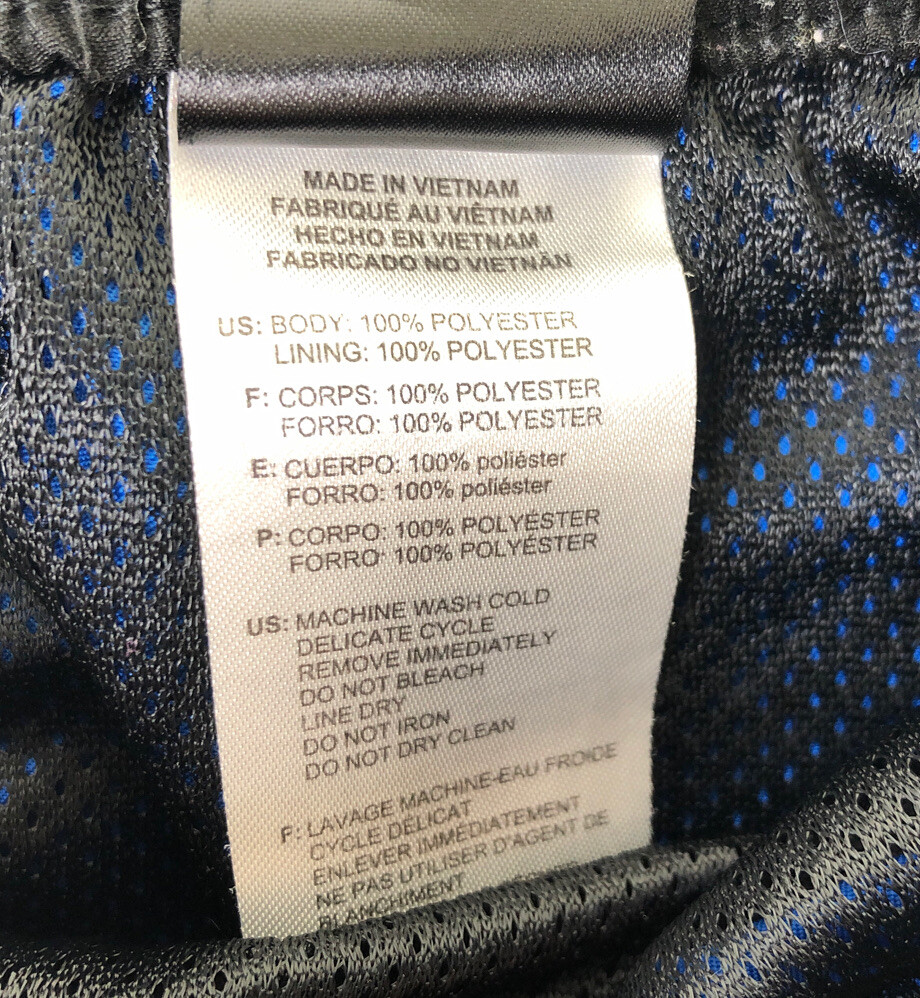 MADE IN VIETNAM
FABRIQUÉ AU VIÊTNAM
HECHO EN VIETNAM
FABRICADO NO VIETNÃN
US: BODY: 100% POLYESTER
LINING: 100% POLYESTER
F: CORPS: 100% POLYESTER
FORRO: 100% POLYESTER
E: CUERPO: 100% poliéster
FORRO: 100% poliéster
P: CORPO: 100% POLYÉSTER
FORRO: 100% POLYÉSTER
US: MACHINE WASH COLD
DELICATE CYCLE
REMOVE IMMEDIATELY
DO NOT BLEACH
LINE DRY
DO NOT IRON
DO NOT DRY CLEAN
F: LAVAGE MACHINE-EAU FROIDE
CYCLE DÉLICAT
ENLEVER IMMÉDIATEMENT
NE PAS UTILISER D'AGENT DE
BLANCHIMENT